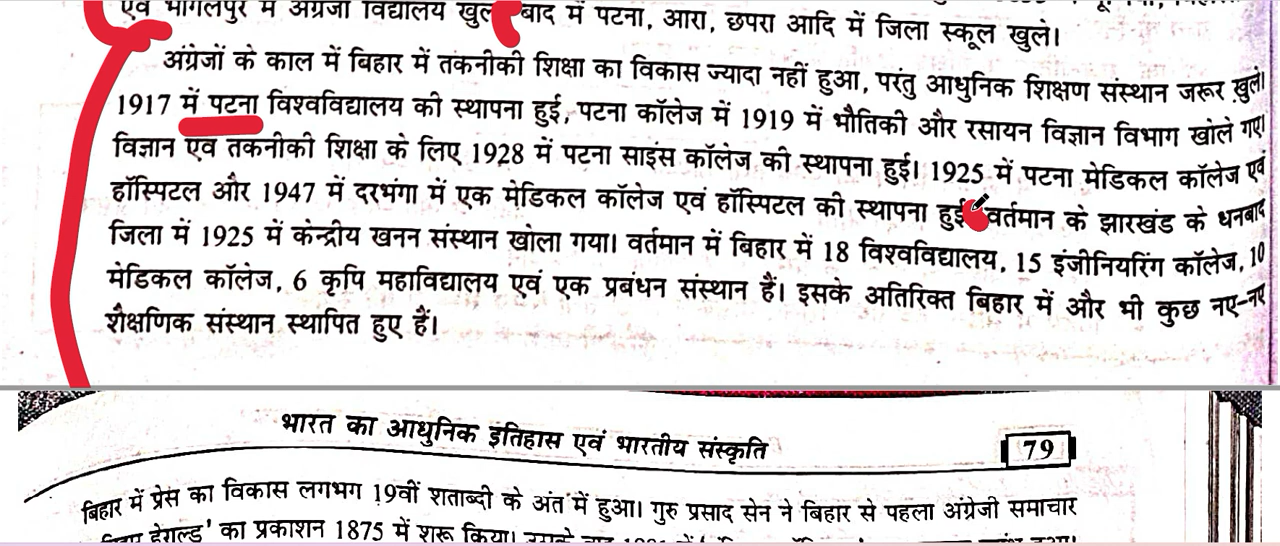 एवं भागलपुर में अंग्रेजी विद्यालय खुले बाद में पटना, आरा, छपरा आदि में जिला स्कूल खुले।
अंग्रेजों के काल में बिहार में तकनीकी शिक्षा का विकास ज्यादा नहीं हुआ, परंतु आधुनिक शिक्षण संस्थान जरूर खुले।
1917 में पटना विश्वविद्यालय की स्थापना हुई, पटना कॉलेज में 1919 में भौतिकी और रसायन विज्ञान विभाग खोले गए।
विज्ञान एवं तकनीकी शिक्षा के लिए 1928 में पटना साइंस कॉलेज की स्थापना हुई। 1925 में पटना मेडिकल कॉलेज एवं
हॉस्पिटल और 1947 में दरभंगा में एक मेडिकल कॉलेज एवं हॉस्पिटल की स्थापना हुई वर्तमान के झारखंड के धनबाद
जिला में 1925 में केन्द्रीय खनन संस्थान खोला गया। वर्तमान में बिहार में 18 विश्वविद्यालय, 15 इंजीनियरिंग कॉलेज, 10
मेडिकल कॉलेज, 6 कृषि महाविद्यालय एवं एक प्रबंधन संस्थान हैं। इसके अतिरिक्त बिहार में और भी कुछ नए-नए
शैक्षणिक संस्थान स्थापित हुए हैं।
भारत का आधुनिक इतिहास एवं भारतीय संस्कृति 79
बिहार में प्रेस का विकास लगभग 19वीं शताब्दी के अंत में हुआ। गुरु प्रसाद सेन ने बिहार से पहला अंग्रेजी समाचार
हेराल्ड' का प्रकाशन 1875 में शुरू किया।